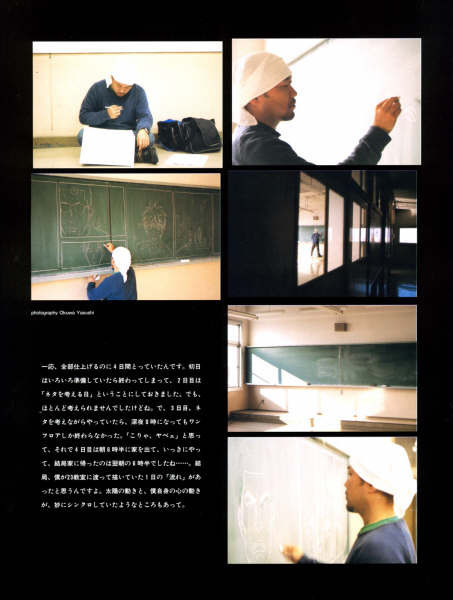 photography Okuwa Yasushi
一応、全部仕上げるのに4日間とっていたんです。初日
はいろいろ準備していたら終わってしまって、2日目は
「ネタを考える日」ということにしておきました。でも、
ほとんど考えられませんでしたけどね。で、3日目、ネ
タを考えながらやっていたら、深夜0時になってもワン
フロアしか終わらなかった。「こりゃ、ヤベェ」と思っ
て、それで4日目は朝8時半に家を出て、いっきにやっ
て、結局家に帰ったのは翌朝の6時半でしたね……。結
局、僕が23教室に渡って描いていた1日の「流れ」があ
ったと思うんですよ。太陽の動きと、僕自身の心の動き
が、妙にシンクロしていたようなところもあって。